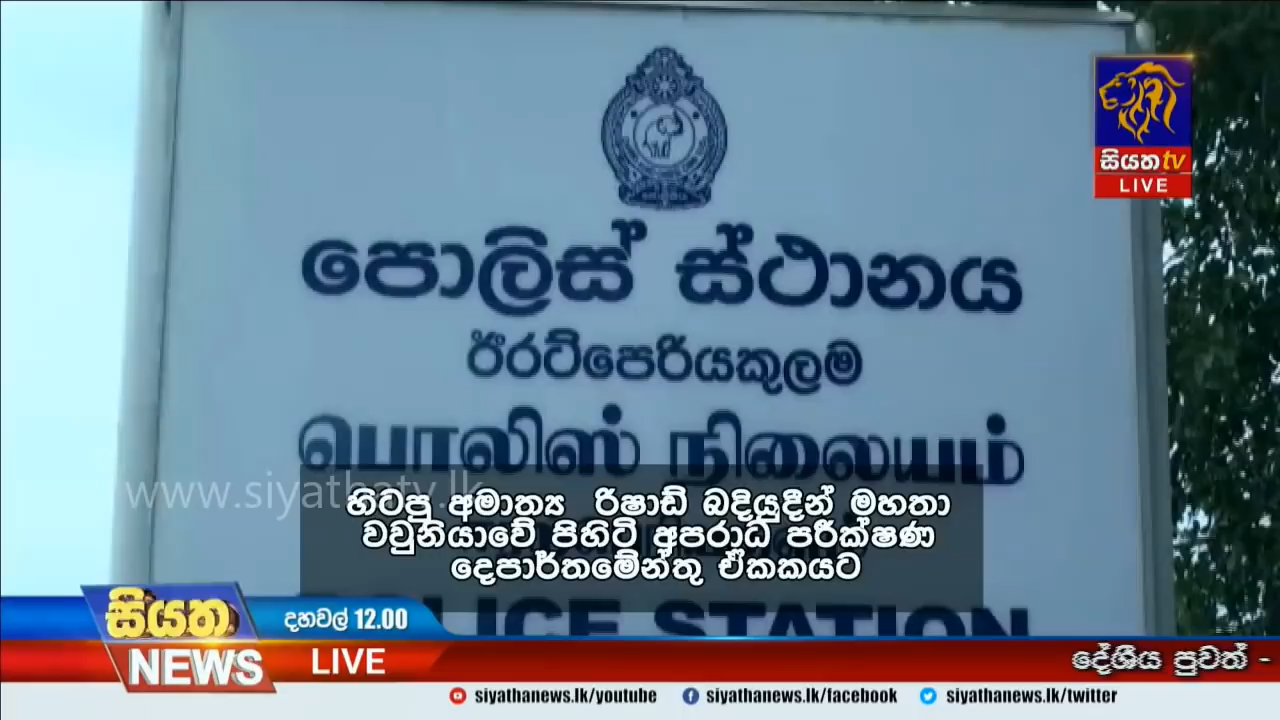 සියත tv
LIVE
පොලිස් ස්ථානය
ඊරට්පෙරියකුලම
பொலிஸ் நிலையம்
www.siyathatv.lk
හිටපු අමාත්‍ය රිෂාඩ් බදියුදීන් මහතා
වවුනියාවේ පිහිටි අපරාධ පරීක්ෂණ
දෙපාර්තමේන්තු ඒකකයට
POLICE STATION
සියත
NEWS
දහවල් 12.00
LIVE
දේශීය පුවත් -
siyathanews.lk/youtube
siyathanews.lk/facebook
siyathanews.lk/twitter